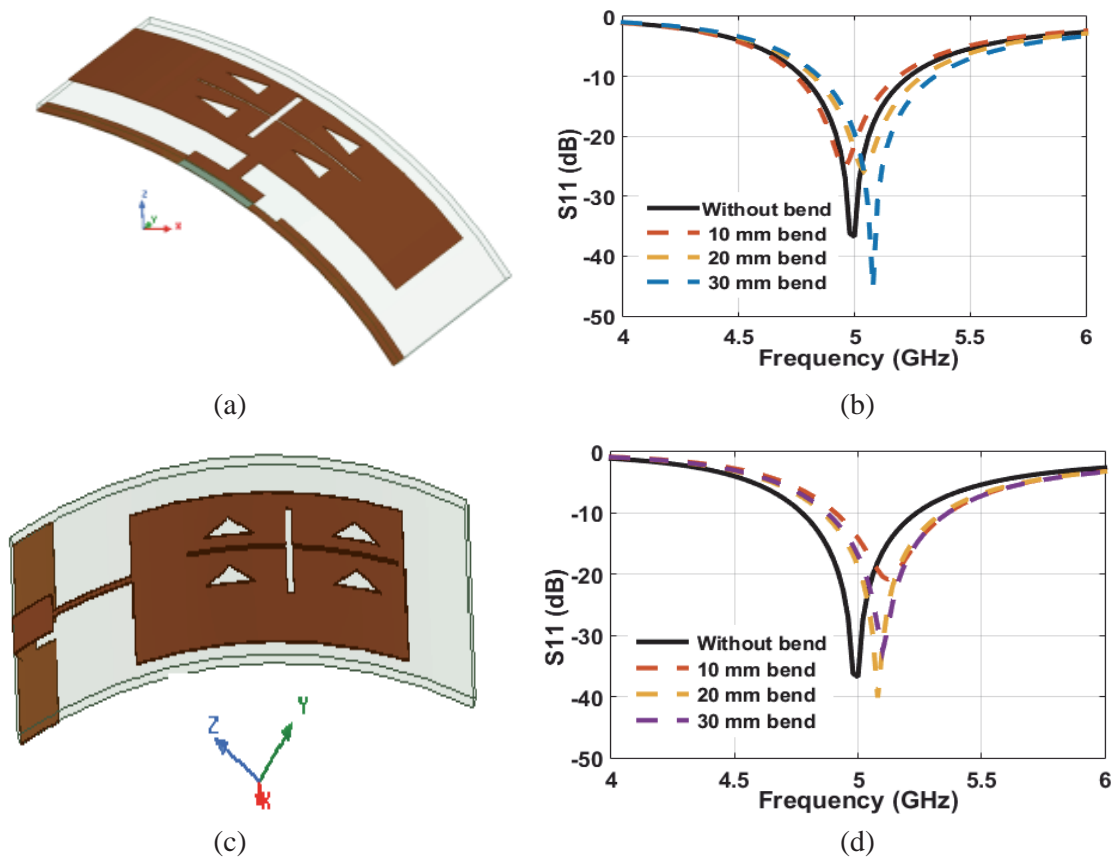 Z
Y
X
(a)
0
-10
-20
-30
-40
-50
S11 (dB)
Without bend
10 mm bend
20 mm bend
30 mm bend
4
4.5
5
5.5
6
Frequency (GHz)
(b)
Z
Y
X
(c)
0
-10
-20
-30
-40
-50
S11 (dB)
Without bend
10 mm bend
20 mm bend
30 mm bend
4
4.5
5
5.5
6
Frequency (GHz)
(d)